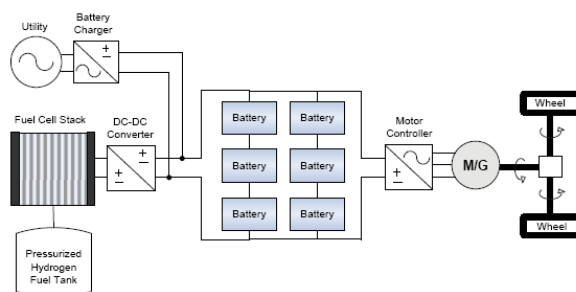 Utility
Battery
Charger
+
−
Fuel Cell Stack
DC-DC
Converter
+
−
+
−
Pressurized
Hydrogen
Fuel Tank
Battery
Battery
Battery
Battery
Battery
Battery
Motor
Controller
+
−
M/G
Wheel
Wheel